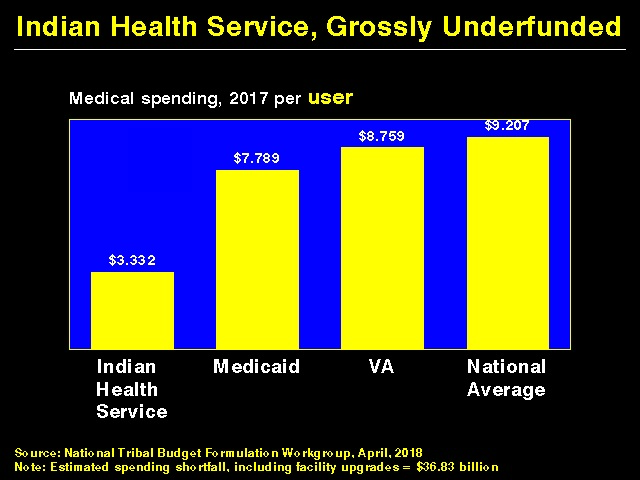 Indian Health Service, Grossly Underfunded
Medical spending, 2017 per user
$9.207
$8.759
$7.789
$3.332
Indian Health Service
Medicaid
VA
National Average
Source: National Tribal Budget Formulation Workgroup, April, 2018
Note: Estimated spending shortfall, including facility upgrades = $36.83 billion